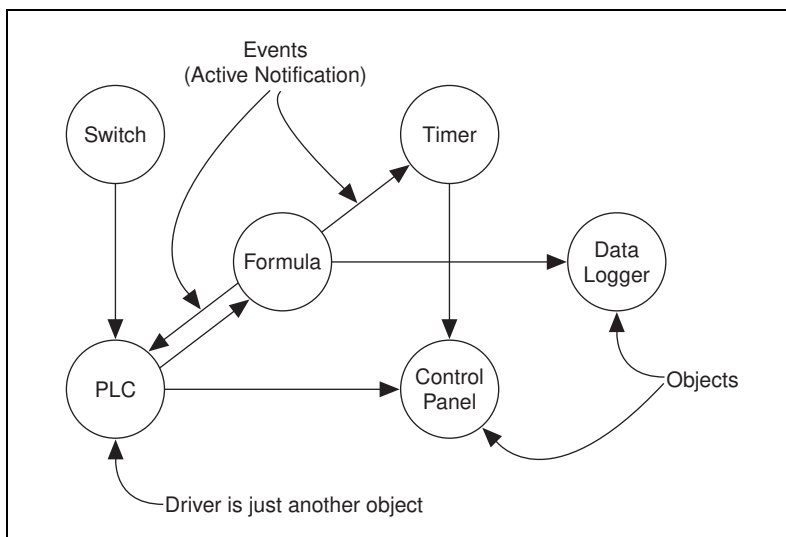 Events
(Active Notification)
Switch
Timer
Formula
Data
Logger
PLC
Control
Panel
Objects
Driver is just another object